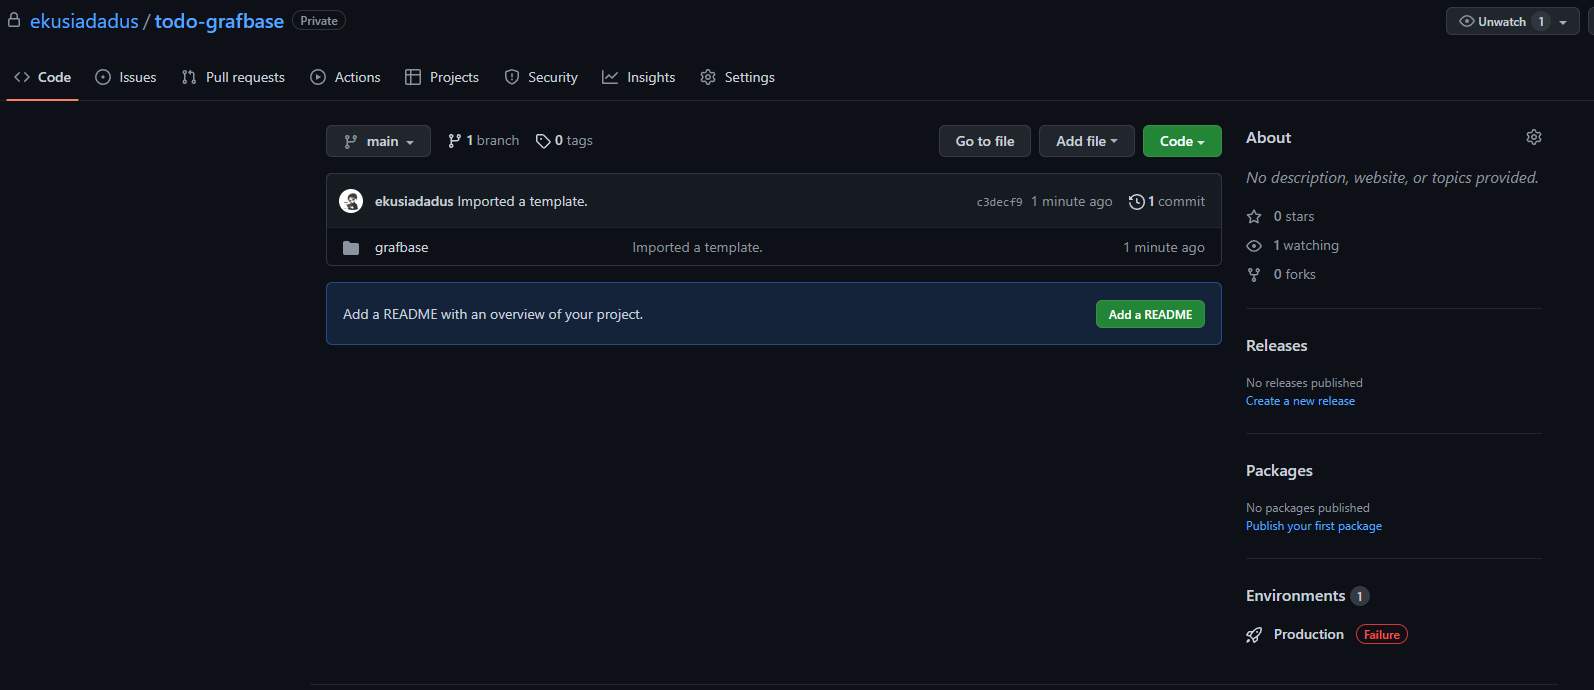 ekusiadadus / todo-grafbase Private
Unwatch 1
Code Issues Pull requests Actions Projects Security Insights Settings
main 1 branch 0 tags Go to file Add file Code
ekusiadadus Imported a template. c3decf9 1 minute ago 1 commit
grafbase Imported a template. 1 minute ago
Add a README with an overview of your project. Add a README
About
No description, website, or topics provided.
0 stars
1 watching
0 forks
Releases
No releases published
Create a new release
Packages
No packages published
Publish your first package
Environments 1
Production Failure